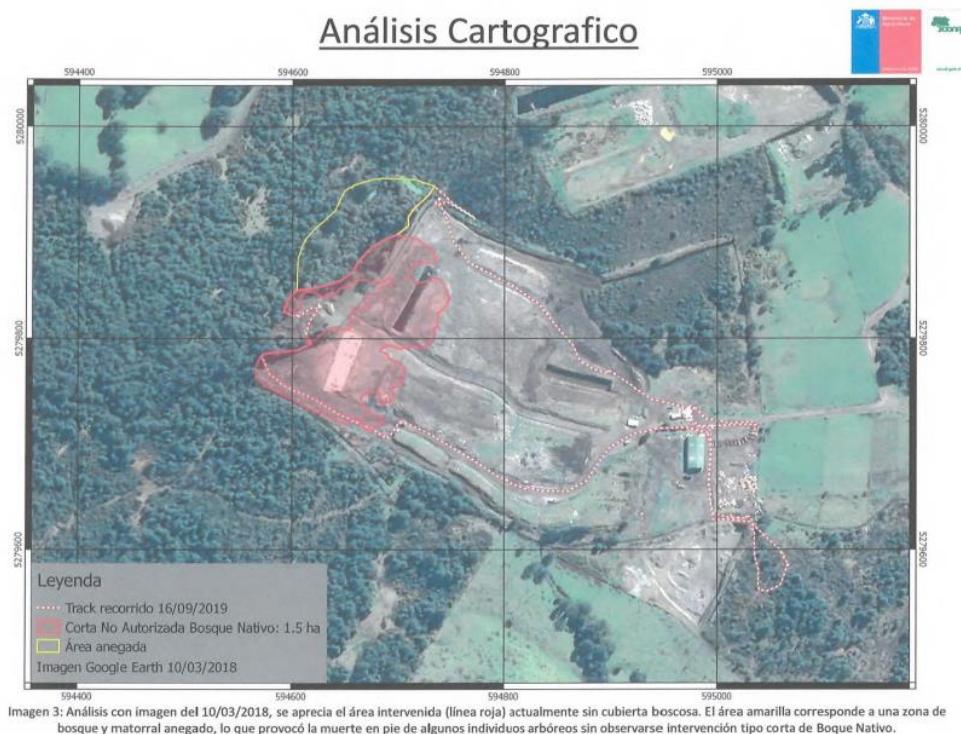 Análisis Cartografico
Ministerio de
Agricultura
594400 594600 594800 595000
5280000 5280000
5279800 5279800
5279600 5279600
Leyenda
Track recorrido 16/09/2019
Corta No Autorizada Bosque Nativo: 1.5 ha
Área anegada
Imagen Google Earth 10/03/2018
594400 594600 594800 595000
Imagen 3: Análisis con imagen del 10/03/2018, se aprecia el área intervenida (línea roja) actualmente sin cubierta boscosa. El área amarilla corresponde a una zona de
bosque y matorral anegado, lo que provocó la muerte en pie de algunos individuos arbóreos sin observarse intervención tipo corta de Boque Nativo.